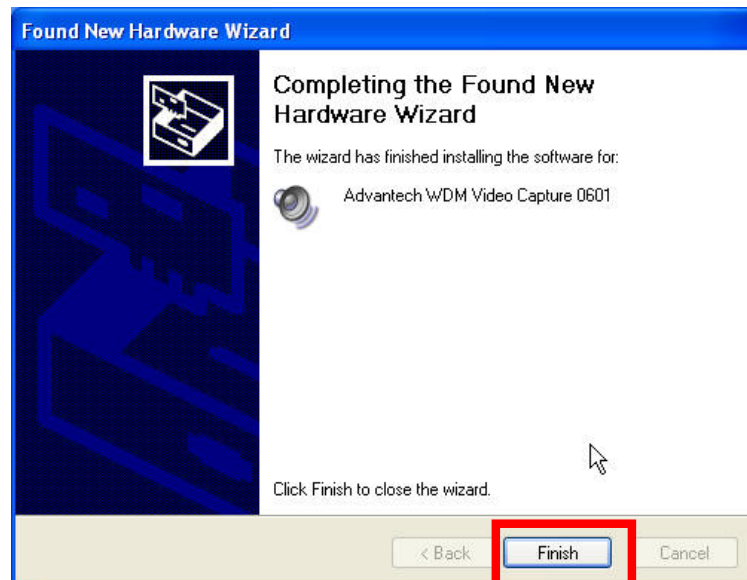 Found New Hardware Wizard
Completing the Found New
Hardware Wizard
The wizard has finished installing the software for:
Advantech WDM Video Capture 0601
Click Finish to close the wizard.
< Back Finish Cancel